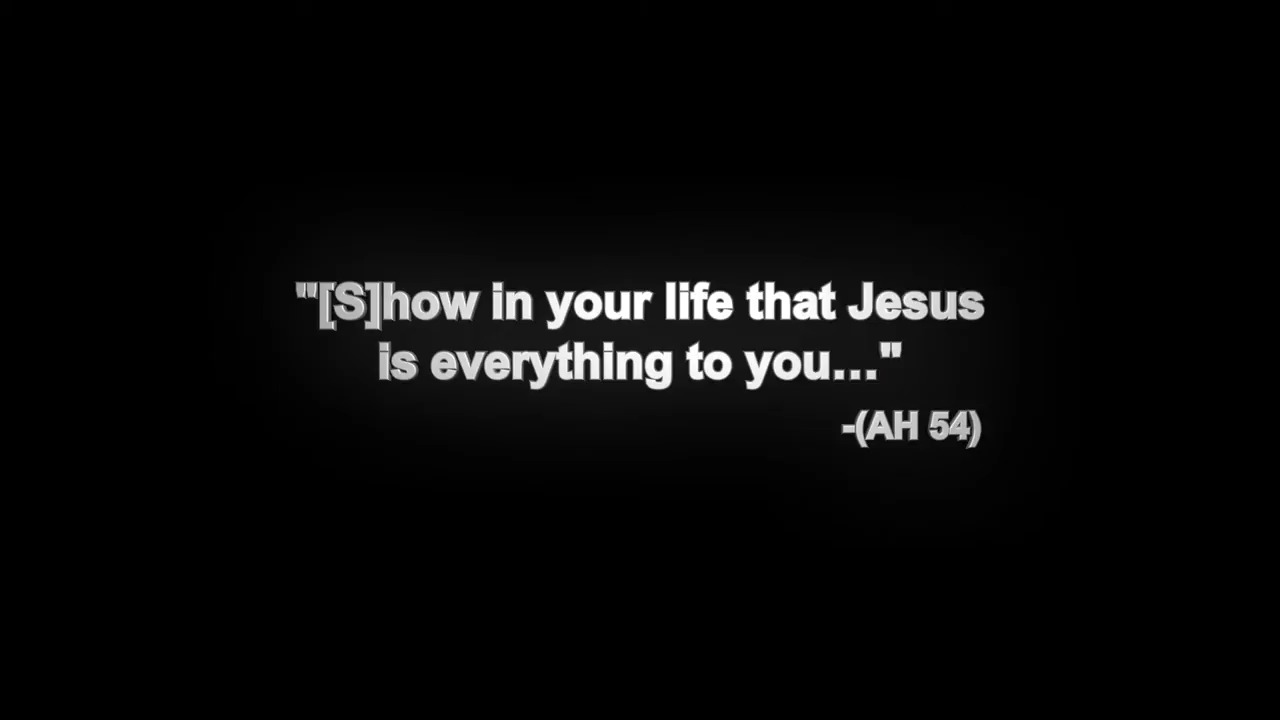 "[S]how in your life that Jesus
is everything to you..."
-(AH 54)